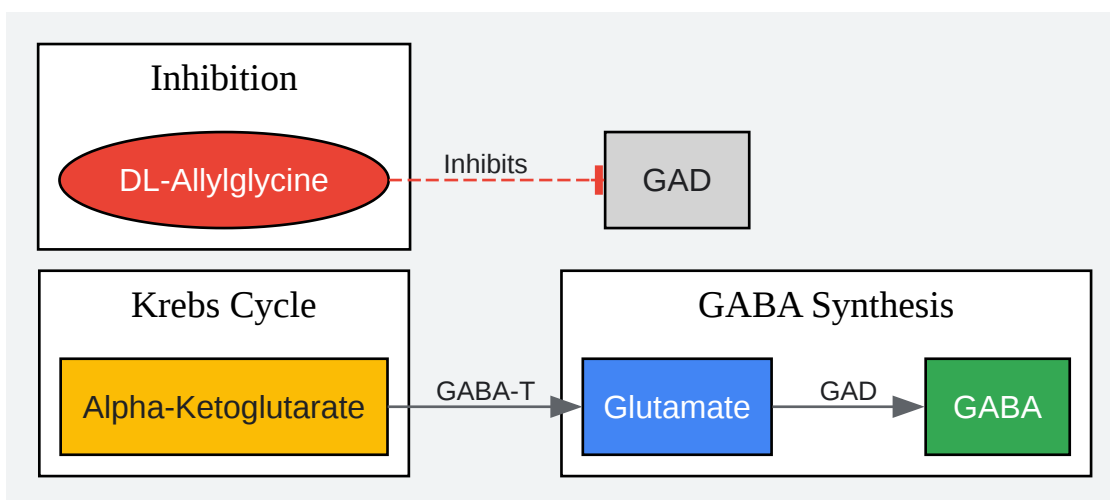 Inhibition
DL-Allylglycine
Inhibits
GAD
Krebs Cycle
Alpha-Ketoglutarate
GABA-T
GABA Synthesis
Glutamate
GAD
GABA